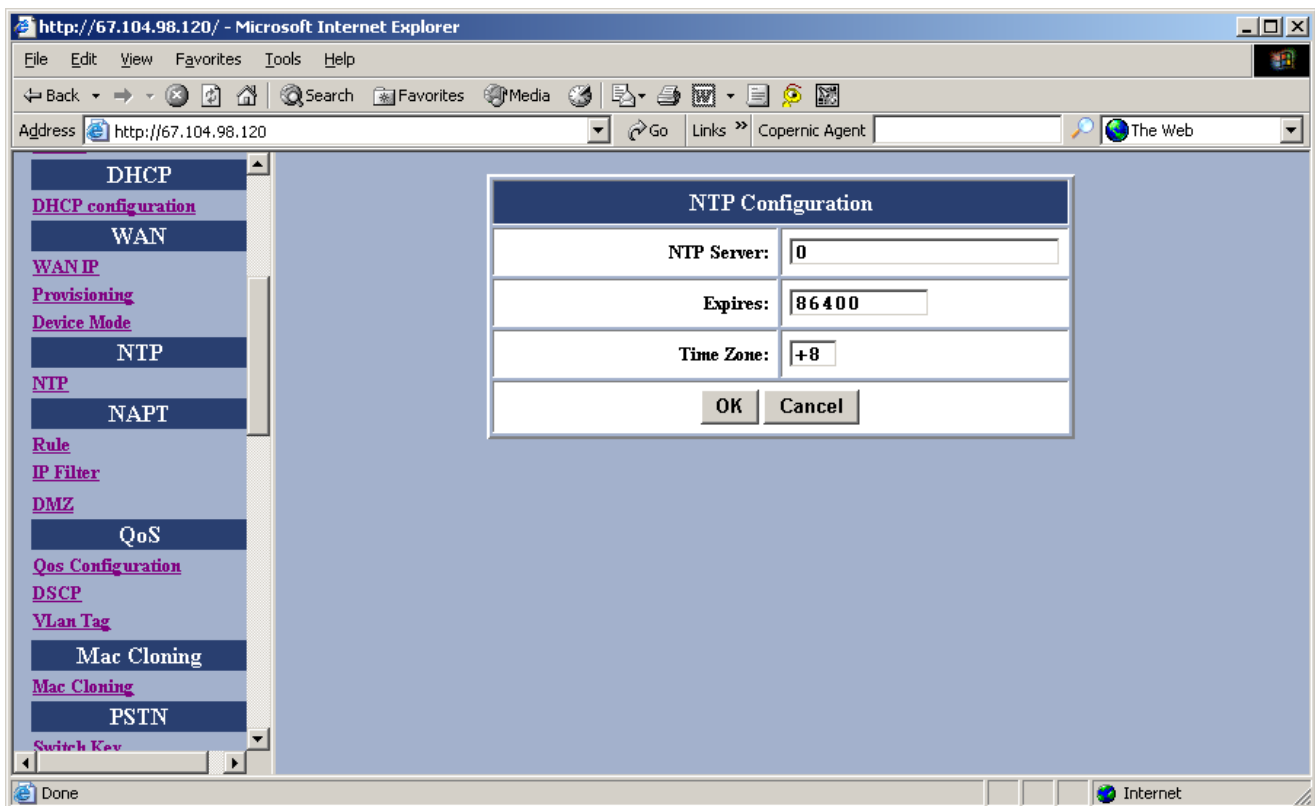 http://67.104.98.120/ - Microsoft Internet Explorer
File Edit View Favorites Tools Help
Back Search Favorites Media
Address http://67.104.98.120 Go Links » Copernic Agent The Web
DHCP
DHCP configuration
WAN
WAN IP
Provisioning
Device Mode
NTP
NTP
NAPT
Rule
IP Filter
DMZ
QoS
Qos Configuration
DSCP
VLan Tag
Mac Cloning
Mac Cloning
PSTN
Switch Key
NTP Configuration
NTP Server: 0
Expires: 86400
Time Zone: +8
OK Cancel
Done Internet